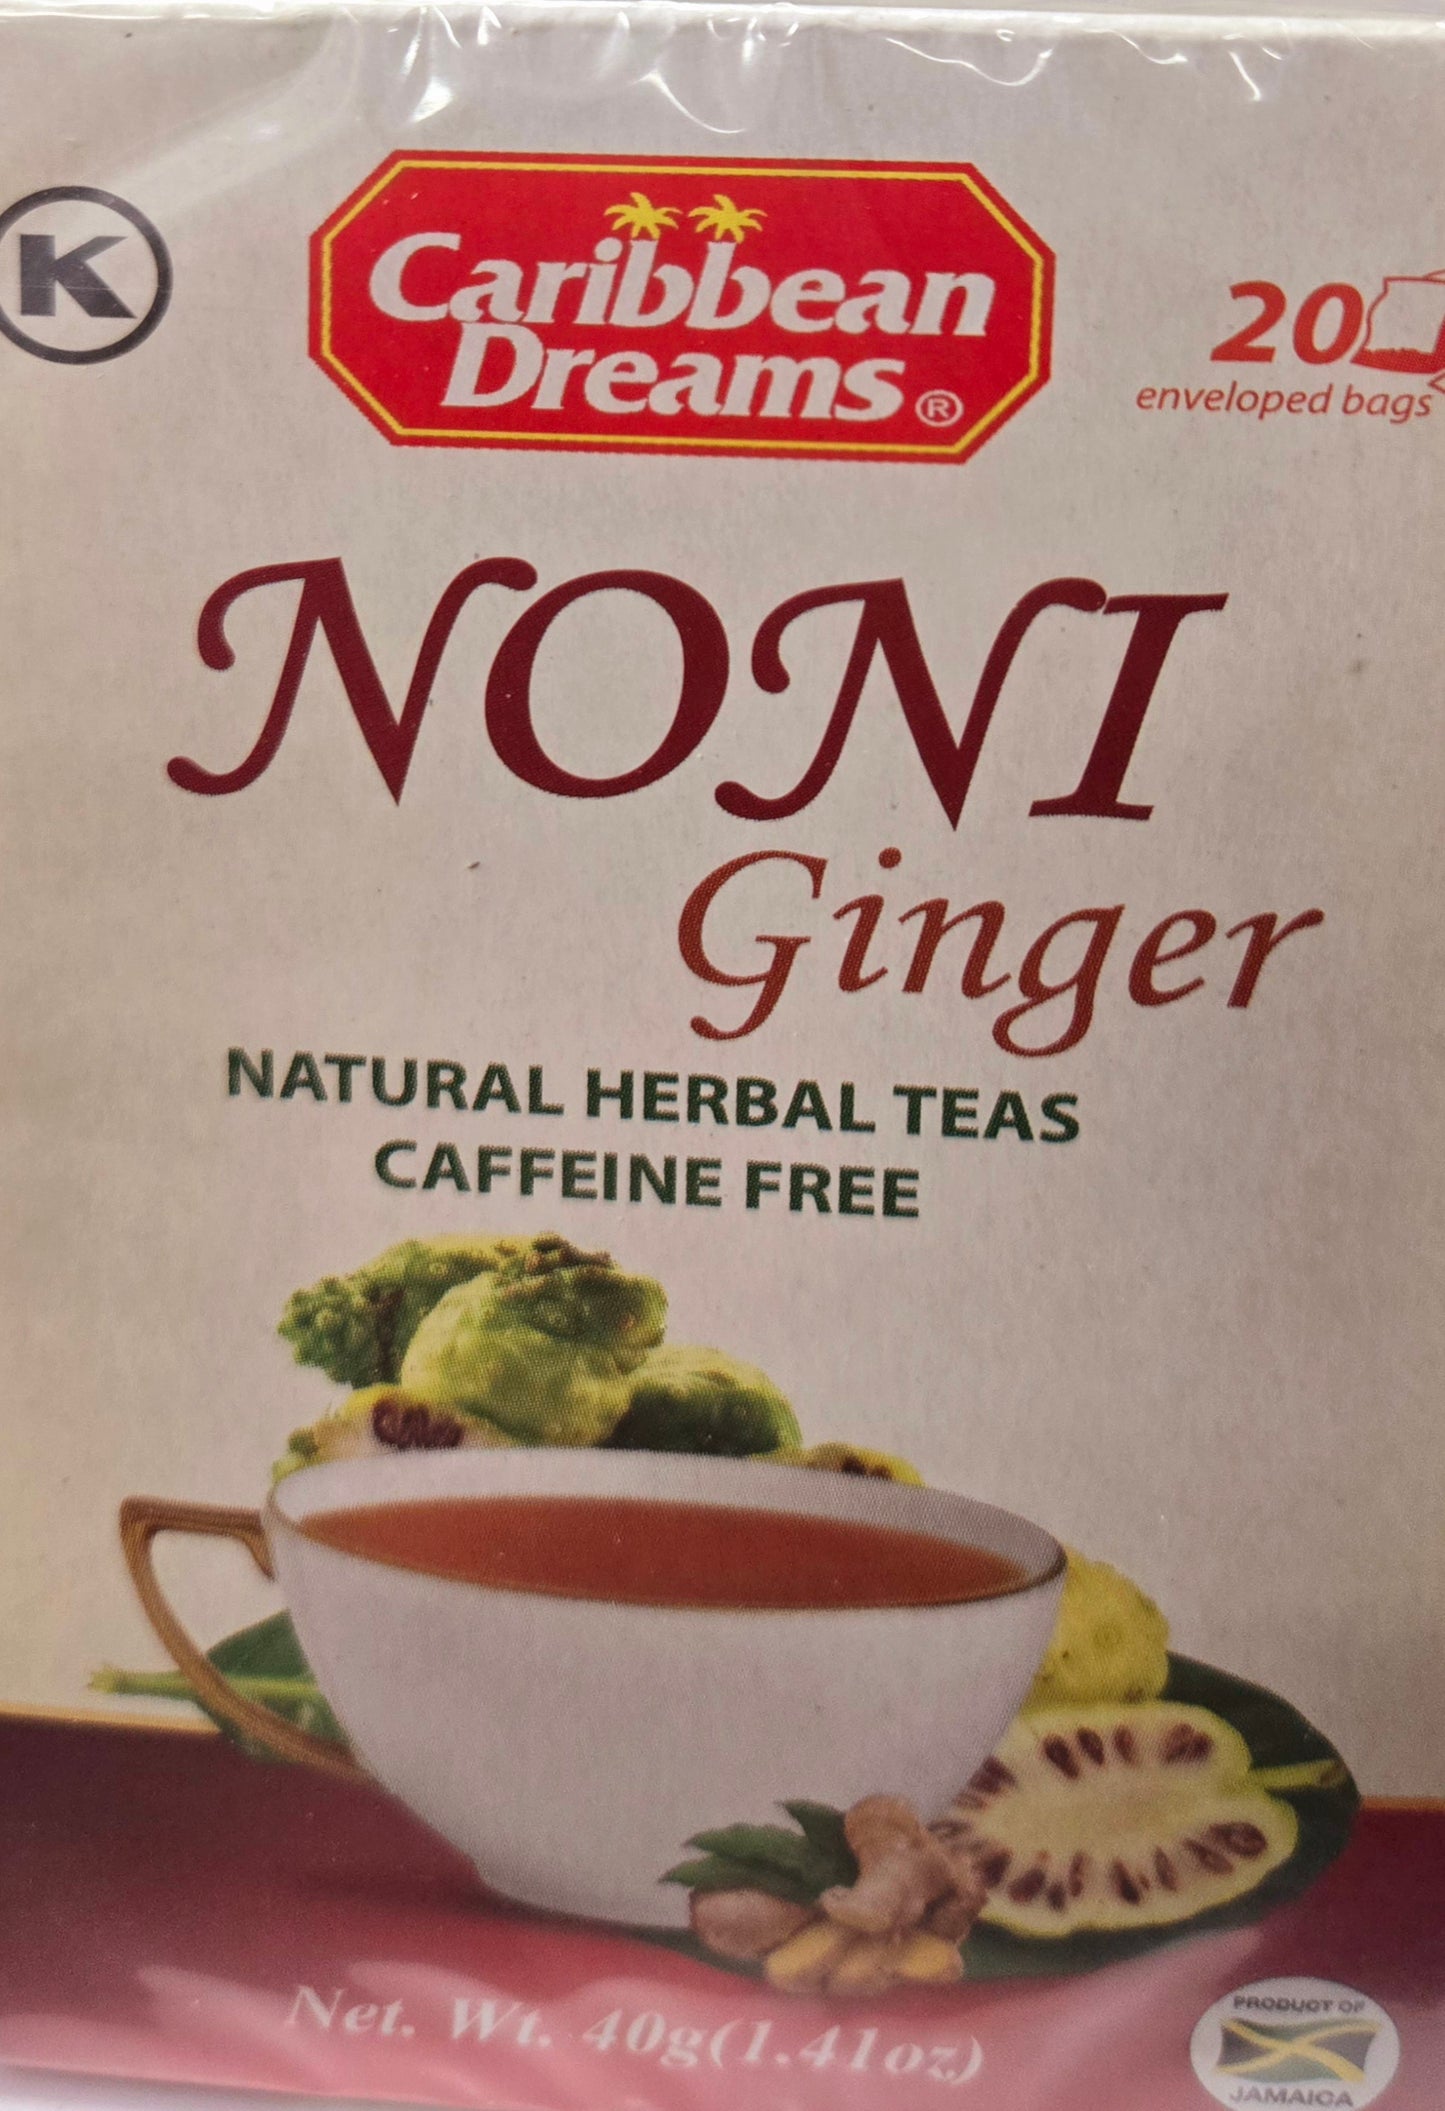 K
Caribbean
Dreams®
20
enveloped bags
NONI
Ginger
NATURAL HERBAL TEAS
CAFFEINE FREE
Net. Wt. 40g(1.41oz)
PRODUCT OF
JAMAICA